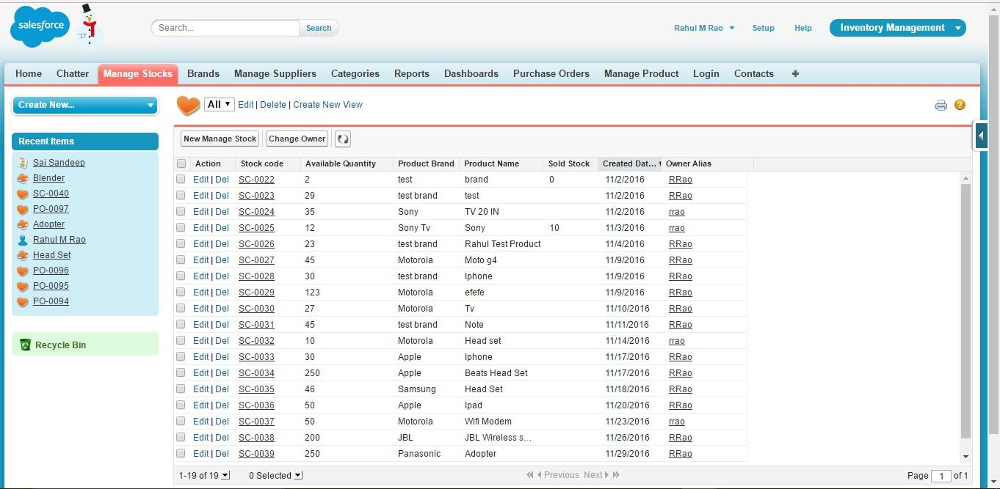 salesforce
'17
Search... Search
Rahul M Rao Setup Help Inventory Management
Home Chatter Manage Stocks Brands Manage Suppliers Categories Reports Dashboards Purchase Orders Manage Product Login Contacts +
Create New...
Recent Items
Sai Sandeep
Blender
SC-0040
PO-0097
Adopter
Rahul M Rao
Head Set
PO-0096
PO-0095
PO-0094
Recycle Bin
All Edit | Delete | Create New View
?
New Manage Stock Change Owner
Action Stock code Available Quantity Product Brand Product Name Sold Stock Created Dat... Owner Alias
Edit | Del SC-0022 2 test brand 0 11/2/2016 RRao
Edit | Del SC-0023 29 test brand test 11/2/2016 RRao
Edit | Del SC-0024 35 Sony TV 20 IN 11/2/2016 rrao
Edit | Del SC-0025 12 Sony Tv Sony 10 11/3/2016 rrao
Edit | Del SC-0026 23 test brand Rahul Test Product 11/4/2016 RRao
Edit | Del SC-0027 45 Motorola Moto g4 11/9/2016 RRao
Edit | Del SC-0028 30 test brand Iphone 11/9/2016 RRao
Edit | Del SC-0029 123 Motorola efefe 11/9/2016 RRao
Edit | Del SC-0030 27 Motorola Tv 11/10/2016 RRao
Edit | Del SC-0031 45 test brand Note 11/11/2016 RRao
Edit | Del SC-0032 10 Motorola Head set 11/14/2016 rrao
Edit | Del SC-0033 30 Apple Iphone 11/17/2016 RRao
Edit | Del SC-0034 250 Apple Beats Head Set 11/17/2016 RRao
Edit | Del SC-0035 46 Samsung Head Set 11/18/2016 RRao
Edit | Del SC-0036 50 Apple Ipad 11/20/2016 RRao
Edit | Del SC-0037 50 Motorola Wifi Modem 11/23/2016 rrao
Edit | Del SC-0038 200 JBL JBL Wireless s... 11/26/2016 RRao
Edit | Del SC-0039 250 Panasonic Adopter 11/29/2016 RRao
1-19 of 19 0 Selected Previous Next Page 1 of 1